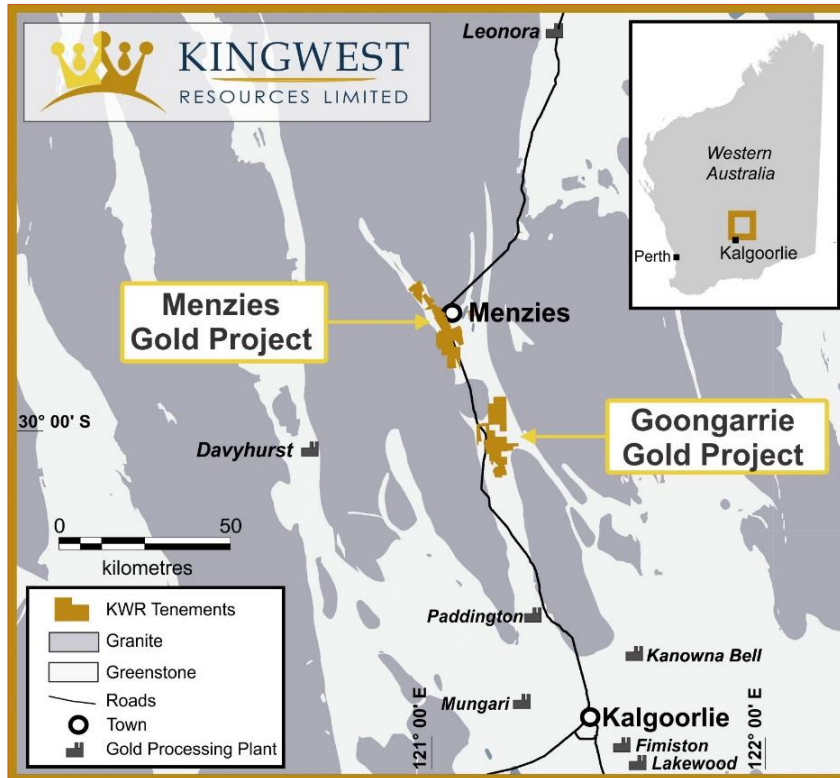 KINGWEST
RESOURCES LIMITED
Leonora
Western
Australia
Perth
Kalgoorlie
Menzies
Gold Project
Menzies
Goongarrie
Gold Project
30° 00' S
Davyhurst
0 50
kilometres
KWR Tenements
Granite
Greenstone
Roads
Town
Gold Processing Plant
Paddington
Kanowna Bell
Mungari
Kalgoorlie
Fimiston
Lakewood
121° 00' E
122° 00' E